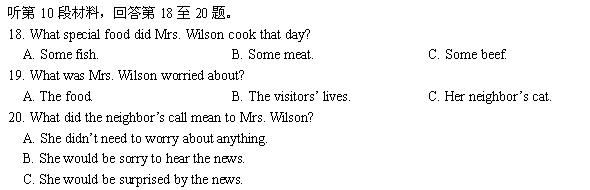 听第 10 段材料，回答第 18 至 20 题。
18. What special food did Mrs. Wilson cook that day?
A. Some fish. B. Some meat. C. Some beef.
19. What was Mrs. Wilson worried about?
A. The food. B. The visitors' lives. C. Her neighbor's cat.
20. What did the neighbor's call mean to Mrs. Wilson?
A. She didn't need to worry about anything.
B. She would be sorry to hear the news.
C. She would be surprised by the news.